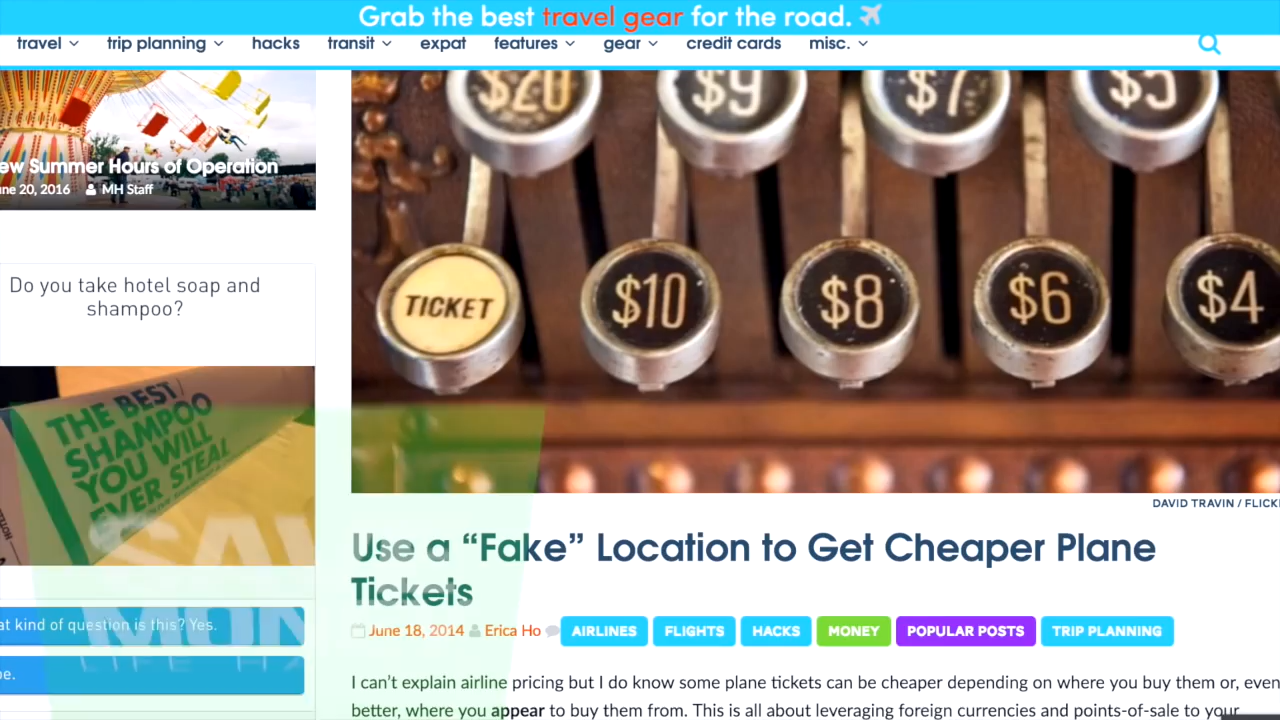 Grab the best travel gear for the road.
travel trip planning hacks transit expat features gear credit cards misc.
ew Summer Hours of Operation
une 20, 2016 MH Staff
Do you take hotel soap and
shampoo?
THE BEST
SHAMPOO
YOU WILL
EVER STEAL
at kind of question is this? Yes.
pe.
$20 $9 $7 $5
TICKET $10 $8 $6 $4
DAVID TRAVIN / FLICK
Use a “Fake” Location to Get Cheaper Plane
Tickets
June 18, 2014 Erica Ho AIRLINES FLIGHTS HACKS MONEY POPULAR POSTS TRIP PLANNING
I can’t explain airline pricing but I do know some plane tickets can be cheaper depending on where you buy them or, even
better, where you appear to buy them from. This is all about leveraging foreign currencies and points-of-sale to your